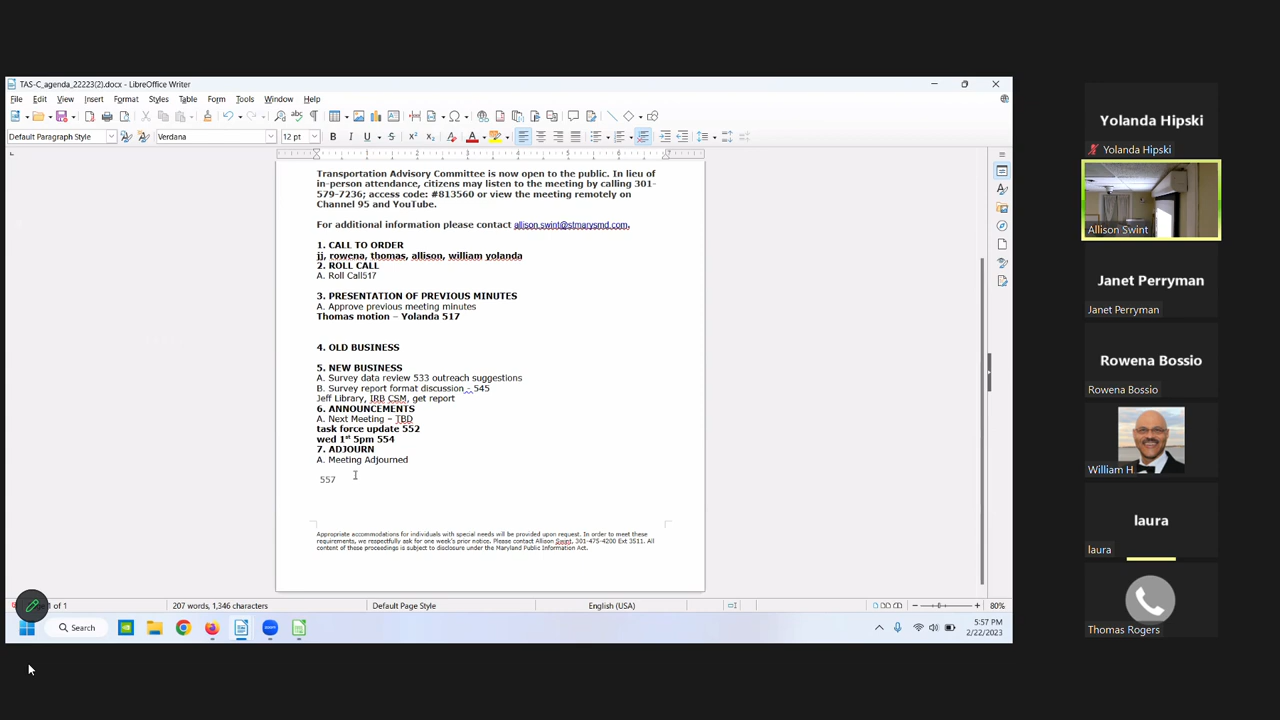 TAS-C_agenda_22223(2).docx - LibreOffice Writer
File Edit View Insert Format Styles Table Form Tools Window Help
Default Paragraph Style Verdana 12 pt
Transportation Advisory Committee is now open to the public. In lieu of
in-person attendance, citizens may listen to the meeting by calling 301-
579-7236; access code: #813560 or view the meeting remotely on
Channel 95 and YouTube.
For additional information please contact allison.swint@stmarysmd.com.
1. CALL TO ORDER
jj, rowena, thomas, allison, william yolanda
2. ROLL CALL
A. Roll Call517
3. PRESENTATION OF PREVIOUS MINUTES
A. Approve previous meeting minutes
Thomas motion – Yolanda 517
4. OLD BUSINESS
5. NEW BUSINESS
A. Survey data review 533 outreach suggestions
B. Survey report format discussion - 545
Jeff Library, IRB CSM, get report
6. ANNOUNCEMENTS
A. Next Meeting – TBD
task force update 552
wed 1st 5pm 554
7. ADJOURN
A. Meeting Adjourned
557
Appropriate accommodations for individuals with special needs will be provided upon request. In order to meet these
requirements, we respectfully ask for one week's prior notice. Please contact Allison Swint, 301-475-4200 Ext 3511. All
content of these proceedings is subject to disclosure under the Maryland Public Information Act.
1 of 1 207 words, 1,346 characters Default Page Style English (USA) 80%
Search
5:57 PM
2/22/2023
Yolanda Hipski
Yolanda Hipski
Allison Swint
Janet Perryman
Janet Perryman
Rowena Bossio
Rowena Bossio
William H
laura
laura
Thomas Rogers